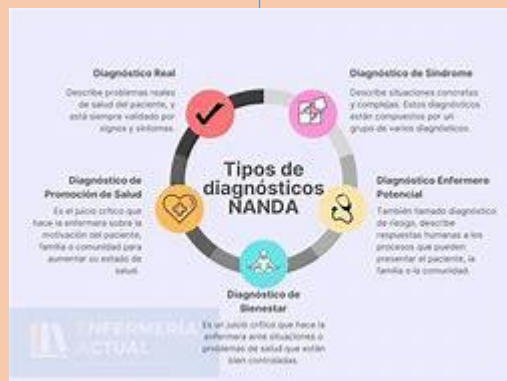 Tipos de
diagnósticos
NANDA
Diagnóstico Real
Describe problemas reales
de salud del paciente, y
está siempre validado por
signos y síntomas.
Diagnóstico de Síndrome
Describe situaciones concretas
y complejas. Estos diagnósticos
están compuestos por un
grupo de varios diagnósticos.
Diagnóstico de
Promoción de Salud
Es el juicio crítico que
hace la enfermera sobre la
motivación del paciente,
familia o comunidad para
aumentar su estado de
salud.
Diagnóstico Enfermero
Potencial
También llamado diagnóstico
de riesgo, describe
respuestas humanas a los
procesos que pueden
presentar el paciente, la
familia o la comunidad.
Diagnóstico de
Bienestar
Es un juicio crítico que hace la
enfermera ante situaciones o
problemas de salud que están
bien controlados.
ENFERMERÍA
ACTUAL